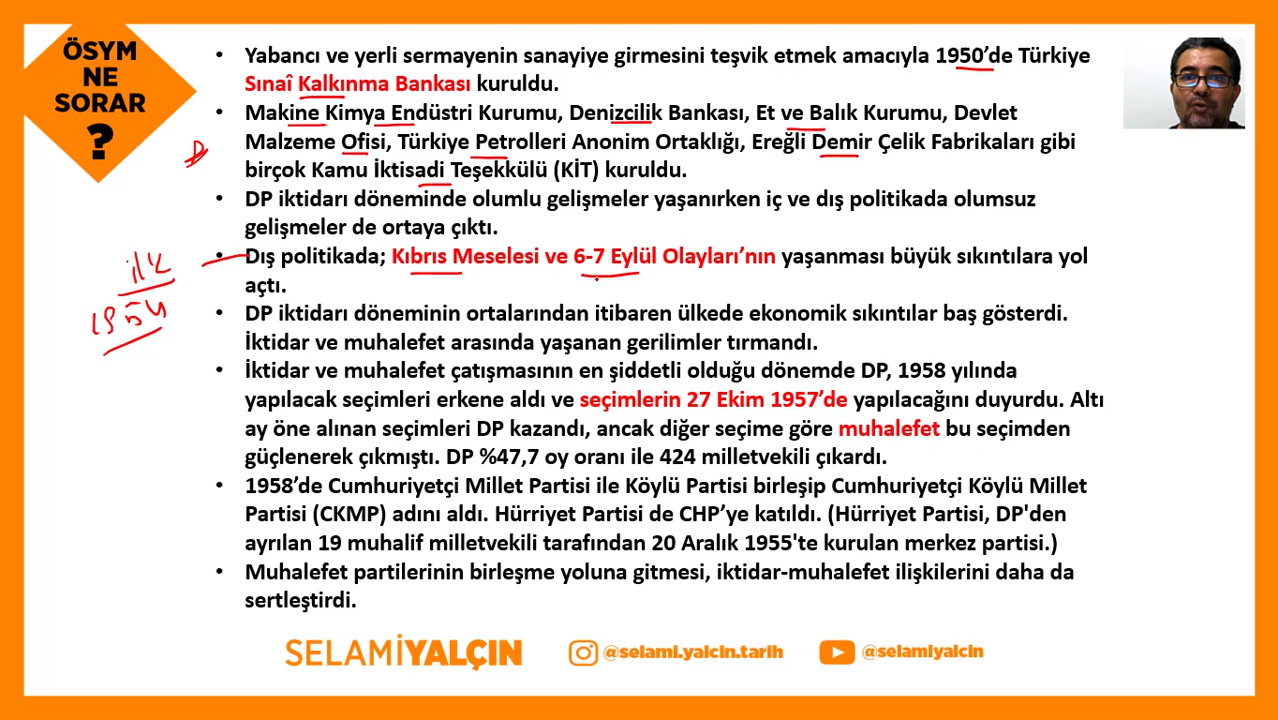 ÖSYM
NE
SORAR
?
• Yabancı ve yerli sermayenin sanayiye girmesini teşvik etmek amacıyla 1950’de Türkiye
Sınaî Kalkınma Bankası kuruldu.
• Makine Kimya Endüstri Kurumu, Denizcilik Bankası, Et ve Balık Kurumu, Devlet
Malzeme Ofisi, Türkiye Petrolleri Anonim Ortaklığı, Ereğli Demir Çelik Fabrikaları gibi
birçok Kamu İktisadi Teşekkülü (KİT) kuruldu.
• DP iktidarı döneminde olumlu gelişmeler yaşanırken iç ve dış politikada olumsuz
gelişmeler de ortaya çıktı.
• Dış politikada; Kıbrıs Meselesi ve 6-7 Eylül Olayları’nın yaşanması büyük sıkıntılara yol
açtı.
ilk
1954
• DP iktidarı döneminin ortalarından itibaren ülkede ekonomik sıkıntılar baş gösterdi.
İktidar ve muhalefet arasında yaşanan gerilimler tırmandı.
• İktidar ve muhalefet çatışmasının en şiddetli olduğu dönemde DP, 1958 yılında
yapılacak seçimleri erkene aldı ve seçimlerin 27 Ekim 1957’de yapılacağını duyurdu. Altı
ay öne alınan seçimleri DP kazandı, ancak diğer seçime göre muhalefet bu seçimden
güçlenerek çıkmıştı. DP %47,7 oy oranı ile 424 milletvekili çıkardı.
• 1958’de Cumhuriyetçi Millet Partisi ile Köylü Partisi birleşip Cumhuriyetçi Köylü Millet
Partisi (CKMP) adını aldı. Hürriyet Partisi de CHP’ye katıldı. (Hürriyet Partisi, DP'den
ayrılan 19 muhalif milletvekili tarafından 20 Aralık 1955'te kurulan merkez partisi.)
• Muhalefet partilerinin birleşme yoluna gitmesi, iktidar-muhalefet ilişkilerini daha da
sertleştirdi.
SELAMİYALÇIN @selami.yalcin.tarih @selamiyalcin